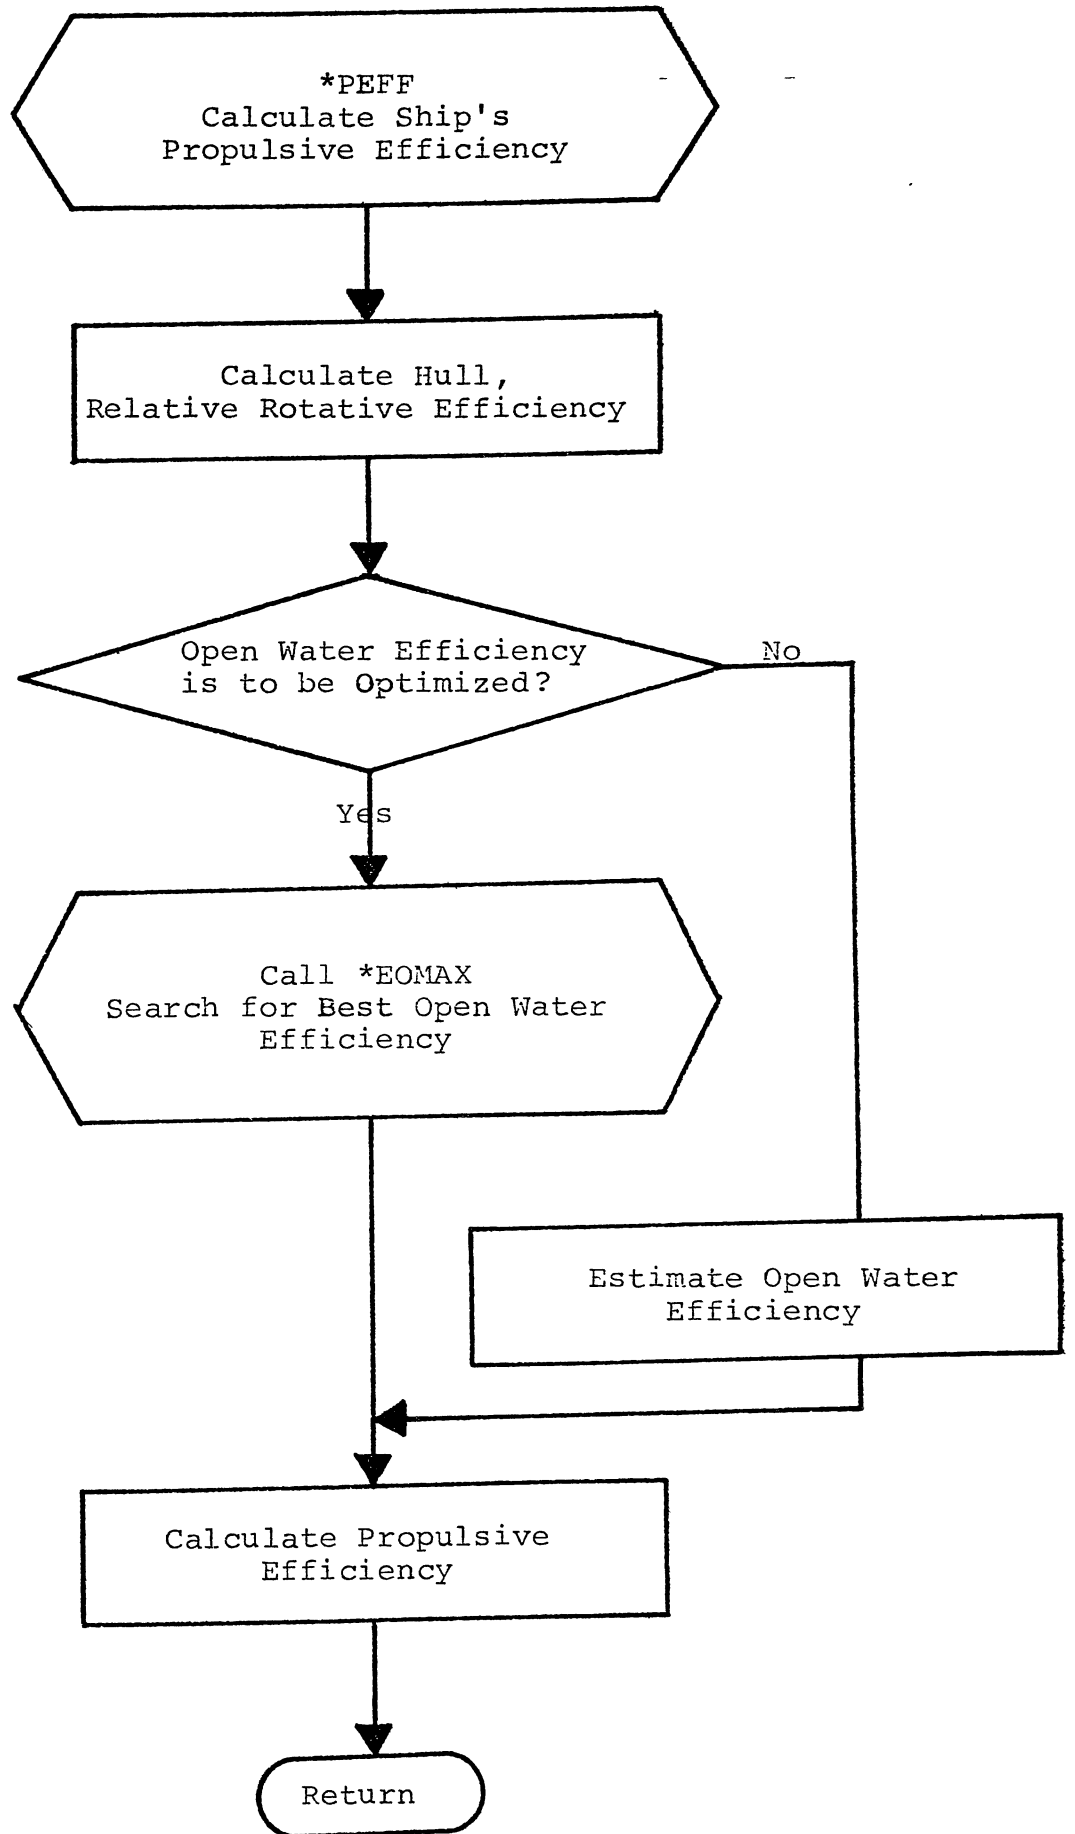 *PEFF
Calculate Ship's
Propulsive Efficiency
Calculate Hull,
Relative Rotative Efficiency
Open Water Efficiency
is to be Optimized?
No
Yes
Call *EOMAX
Search for Best Open Water
Efficiency
Estimate Open Water
Efficiency
Calculate Propulsive
Efficiency
Return